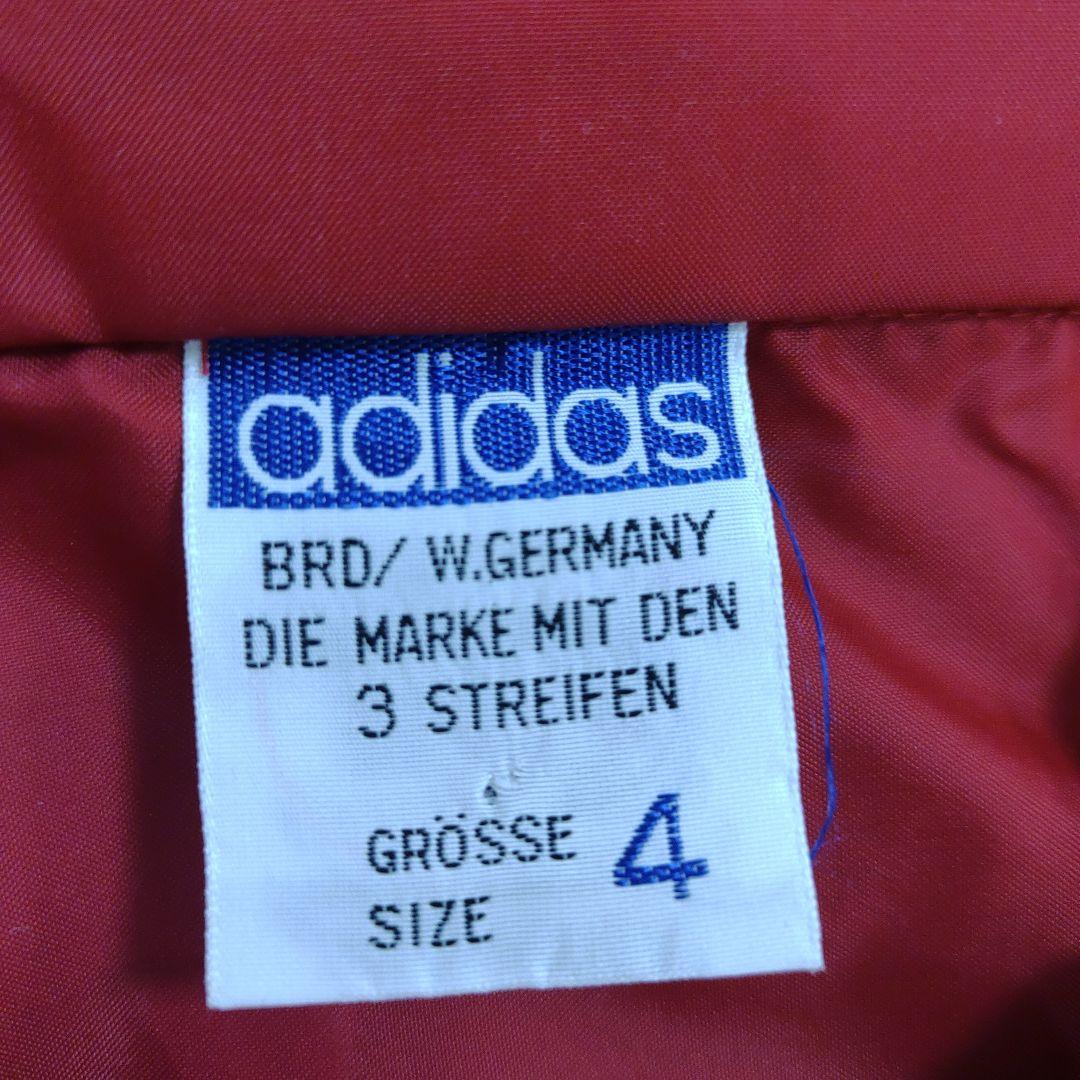 adidas
BRD/ W.GERMANY
DIE MARKE MIT DEN
3 STREIFEN
GRÖSSE 4
SIZE